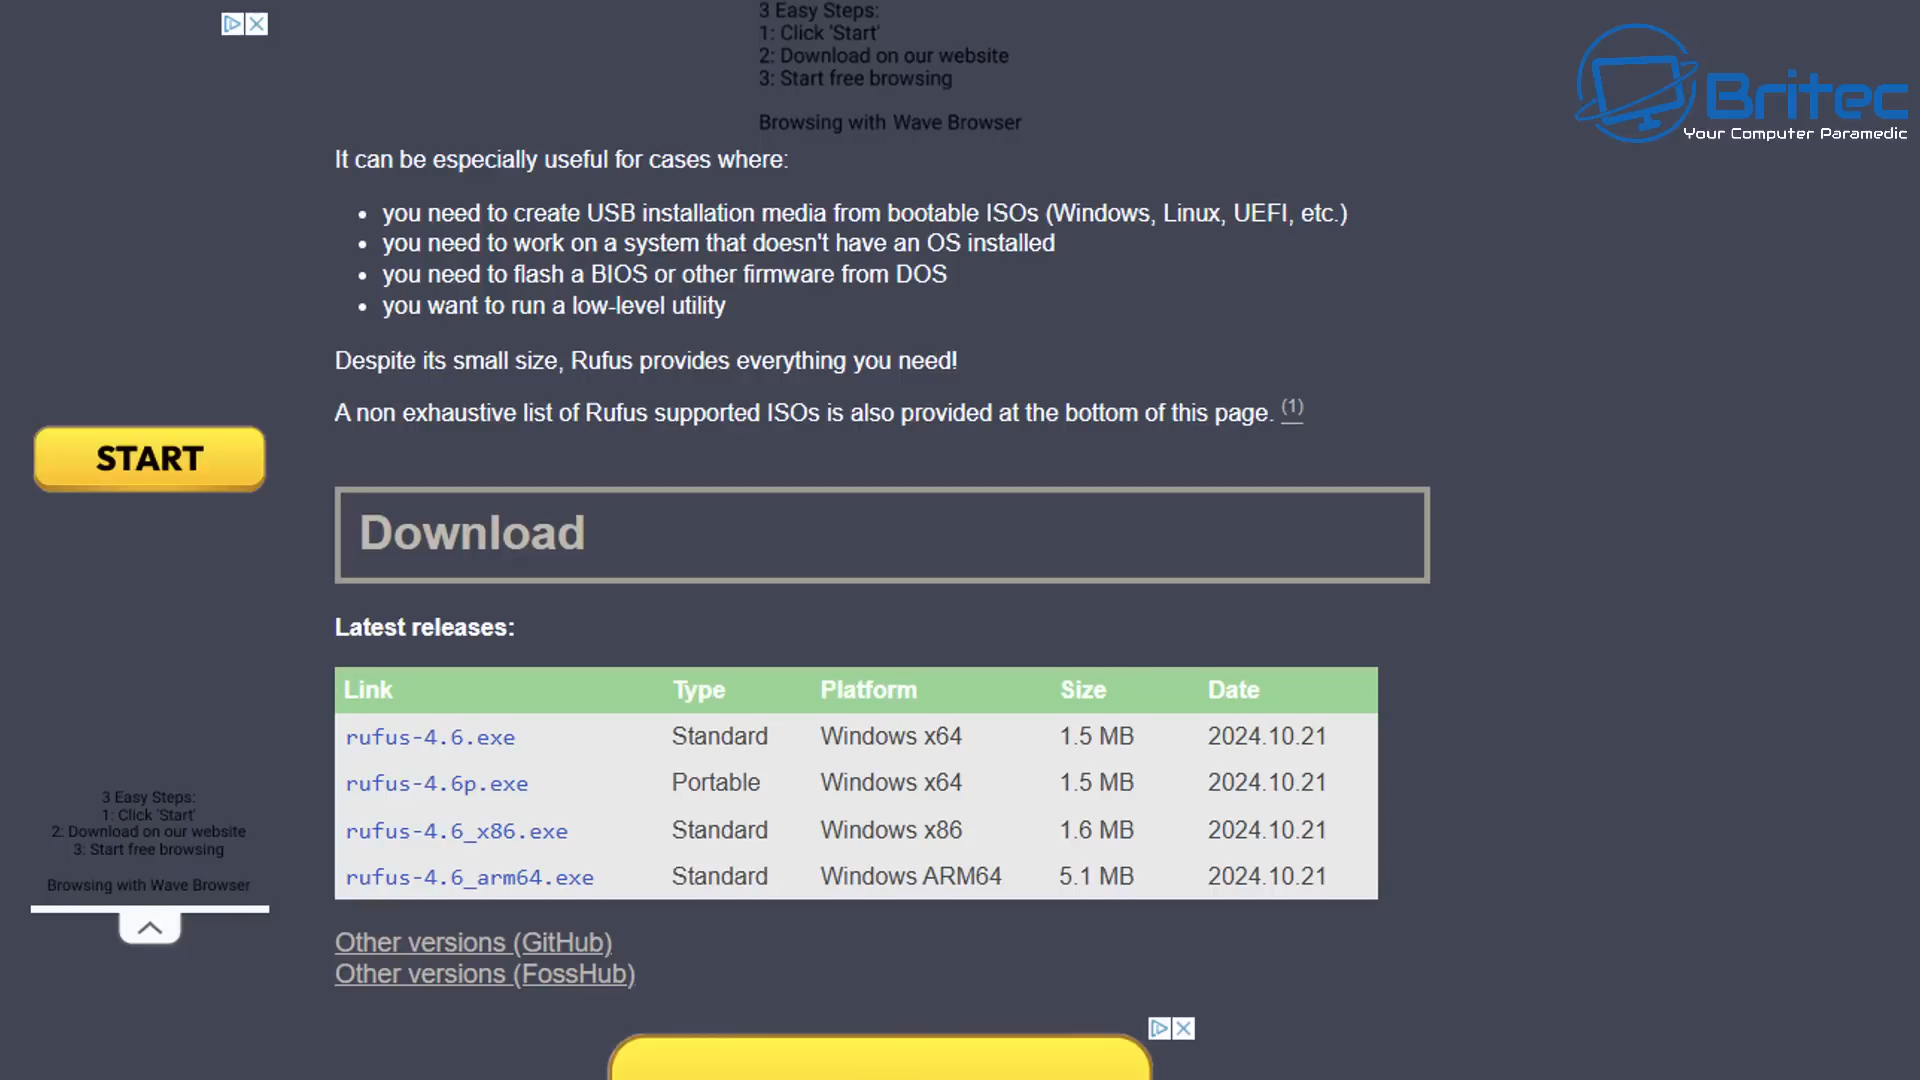 3 Easy Steps:
1: Click 'Start'
2: Download on our website
3: Start free browsing
Browsing with Wave Browser
Britec
Your Computer Paramedic
It can be especially useful for cases where:
• you need to create USB installation media from bootable ISOs (Windows, Linux, UEFI, etc.)
• you need to work on a system that doesn't have an OS installed
• you need to flash a BIOS or other firmware from DOS
• you want to run a low-level utility
Despite its small size, Rufus provides everything you need!
A non exhaustive list of Rufus supported ISOs is also provided at the bottom of this page. (1)
START
Download
Latest releases:
Link Type Platform Size Date
rufus-4.6.exe Standard Windows x64 1.5 MB 2024.10.21
rufus-4.6p.exe Portable Windows x64 1.5 MB 2024.10.21
rufus-4.6_x86.exe Standard Windows x86 1.6 MB 2024.10.21
rufus-4.6_arm64.exe Standard Windows ARM64 5.1 MB 2024.10.21
3 Easy Steps:
1: Click 'Start'
2: Download on our website
3: Start free browsing
Browsing with Wave Browser
Other versions (GitHub)
Other versions (FossHub)